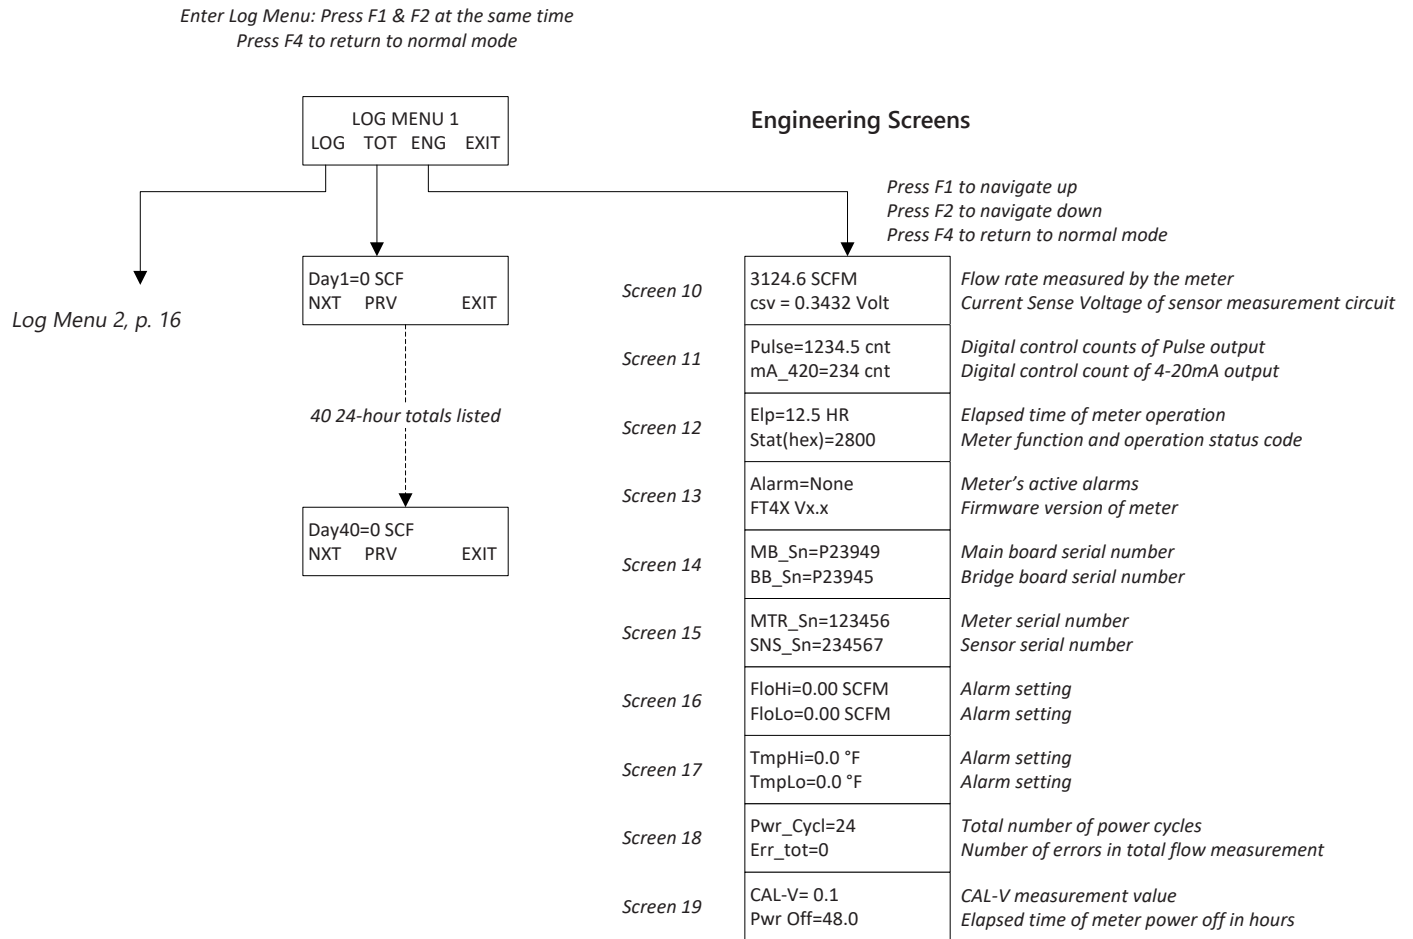 Enter Log Menu: Press F1 & F2 at the same time
Press F4 to return to normal mode
LOG MENU 1
LOG TOT ENG EXIT
Engineering Screens
Press F1 to navigate up
Press F2 to navigate down
Press F4 to return to normal mode
Log Menu 2, p. 16
Day1=0 SCF
NXT PRV EXIT
40 24-hour totals listed
Day40=0 SCF
NXT PRV EXIT
Screen 10
3124.6 SCFM
csv = 0.3432 Volt
Flow rate measured by the meter
Current Sense Voltage of sensor measurement circuit
Screen 11
Pulse=1234.5 cnt
mA_420=234 cnt
Digital control counts of Pulse output
Digital control count of 4-20mA output
Screen 12
Elp=12.5 HR
Stat(hex)=2800
Elapsed time of meter operation
Meter function and operation status code
Screen 13
Alarm=None
FT4X Vx.x
Meter's active alarms
Firmware version of meter
Screen 14
MB_Sn=P23949
BB_Sn=P23945
Main board serial number
Bridge board serial number
Screen 15
MTR_Sn=123456
SNS_Sn=234567
Meter serial number
Sensor serial number
Screen 16
FloHi=0.00 SCFM
FloLo=0.00 SCFM
Alarm setting
Alarm setting
Screen 17
TmpHi=0.0 °F
TmpLo=0.0 °F
Alarm setting
Alarm setting
Screen 18
Pwr_Cycl=24
Err_tot=0
Total number of power cycles
Number of errors in total flow measurement
Screen 19
CAL-V= 0.1
Pwr Off=48.0
CAL-V measurement value
Elapsed time of meter power off in hours